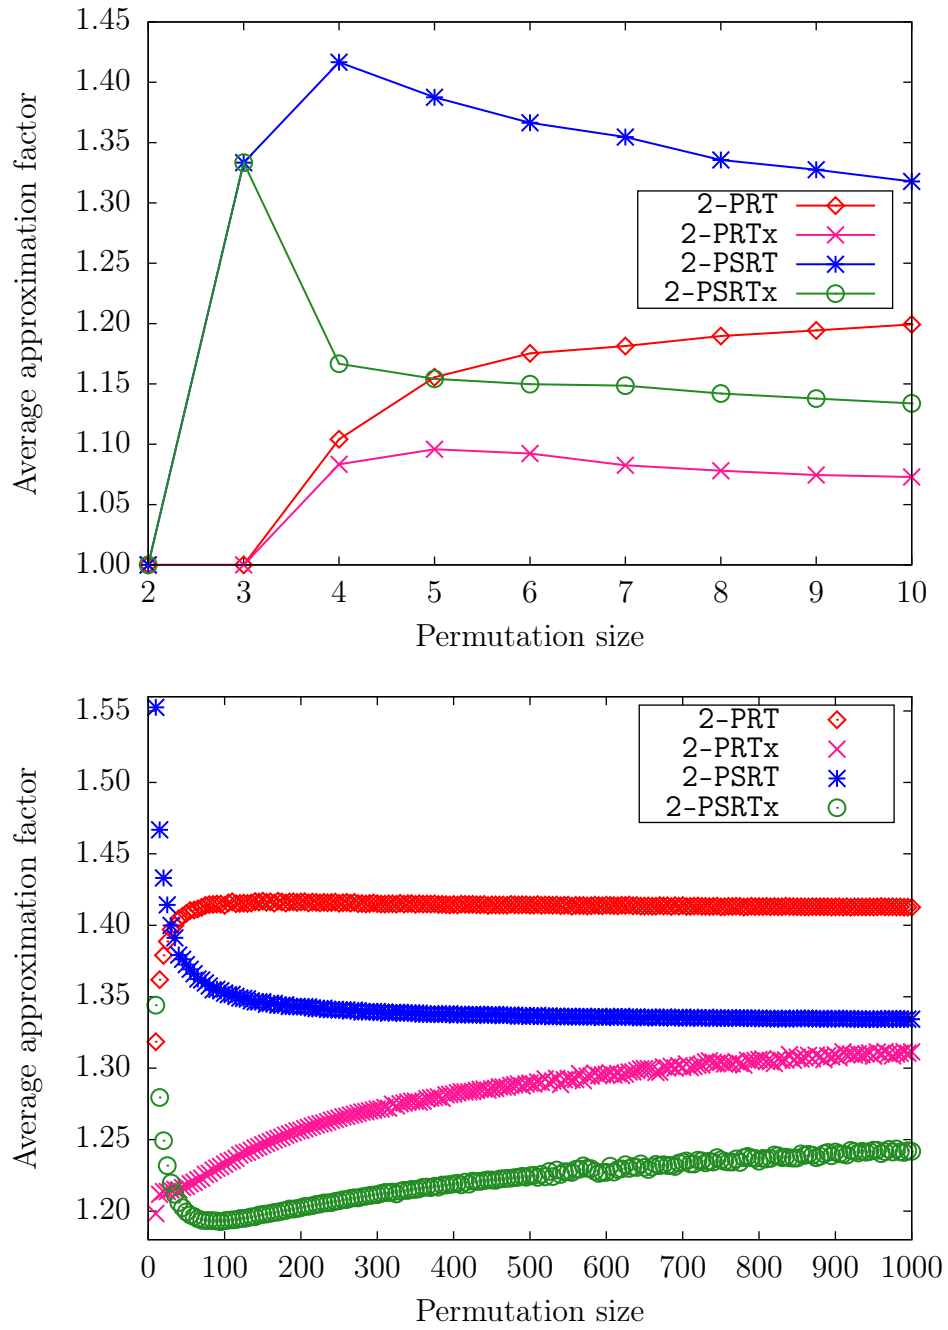 1.45
1.40
1.35
1.30
1.25
1.20
1.15
1.10
1.05
1.00
Average approximation factor
2-PRT
2-PRTx
2-PSRT
2-PSRTx
2 3 4 5 6 7 8 9 10
Permutation size
1.55
1.50
1.45
1.40
1.35
1.30
1.25
1.20
Average approximation factor
2-PRT
2-PRTx
2-PSRT
2-PSRTx
0 100 200 300 400 500 600 700 800 900 1000
Permutation size